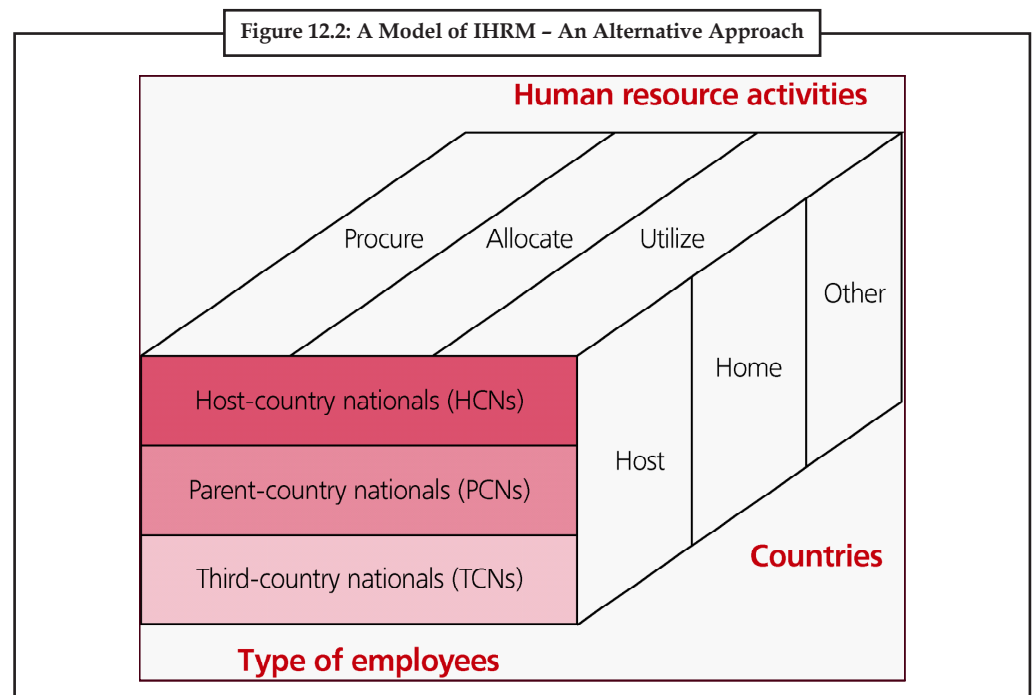 Figure 12.2: A Model of IHRM – An Alternative Approach
Human resource activities
Procure
Allocate
Utilize
Other
Home
Host
Host-country nationals (HCNs)
Parent-country nationals (PCNs)
Third-country nationals (TCNs)
Countries
Type of employees